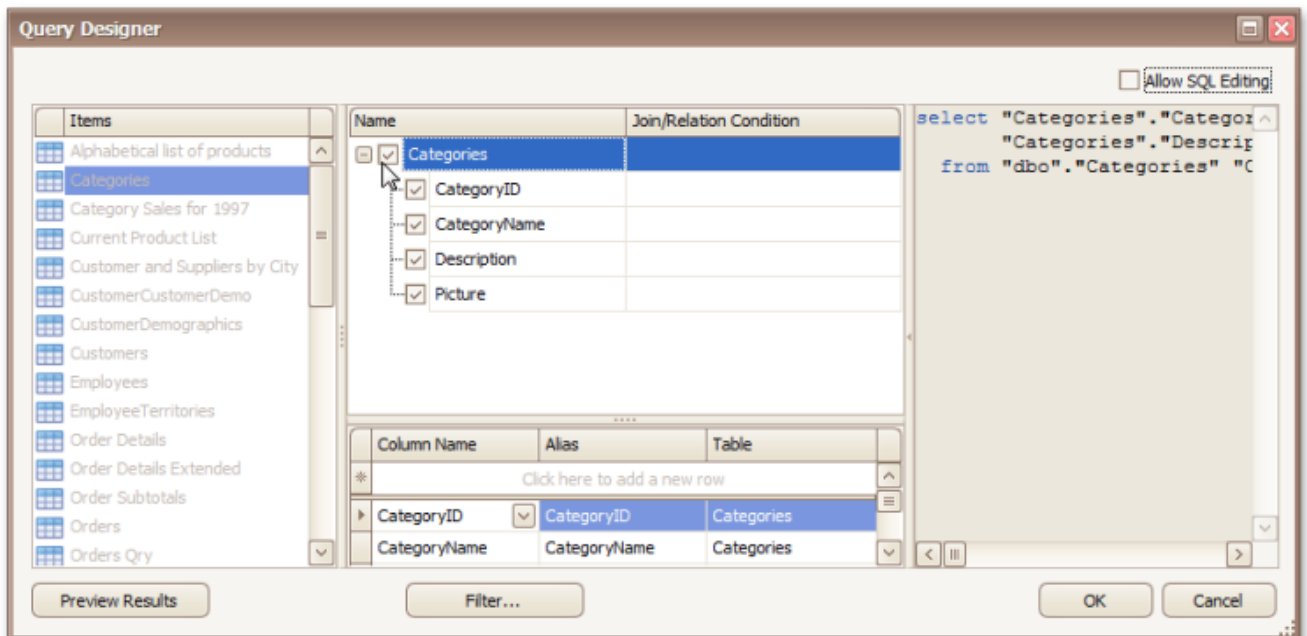 Query Designer
Allow SQL Editing
Items
Alphabetical list of products
Categories
Category Sales for 1997
Current Product List
Customer and Suppliers by City
CustomerCustomerDemo
CustomerDemographics
Customers
Employees
EmployeeTerritories
Order Details
Order Details Extended
Order Subtotals
Orders
Orders Qry
Name Join/Relation Condition
Categories
CategoryID
CategoryName
Description
Picture
Column Name Alias Table
Click here to add a new row
CategoryID CategoryID Categories
CategoryName CategoryName Categories
select "Categories"."Categor
"Categories"."Descrip
from "dbo"."Categories" "C
Preview Results
Filter...
OK
Cancel